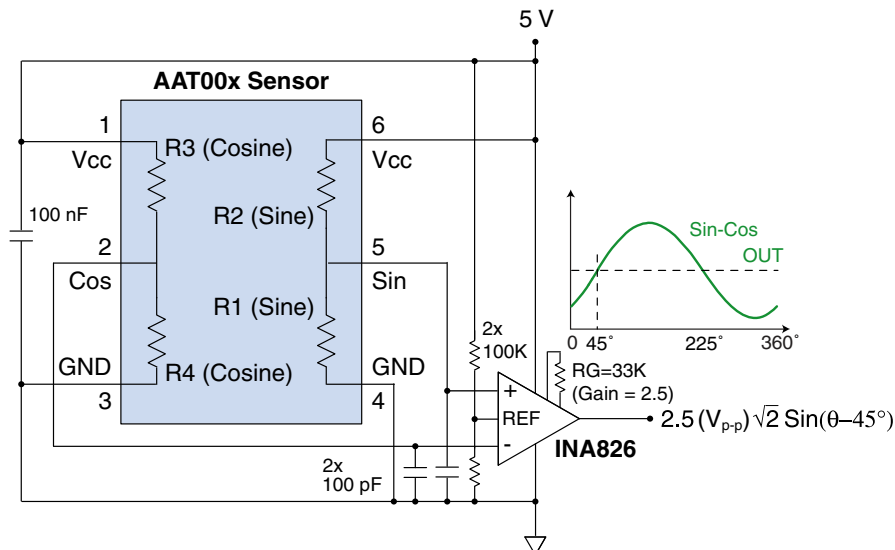 5 V
AAT00x Sensor
1
6
R3 (Cosine)
Vcc
Vcc
R2 (Sine)
100 nF
2
5
Cos
Sin
R1 (Sine)
GND
GND
R4 (Cosine)
3
4
Sin-Cos
OUT
0
45°
225°
360°
2x
100K
RG=33K
(Gain = 2.5)
+
REF
-
INA826
2.5 (Vp-p) √2 Sin(θ–45°)
2x
100 pF